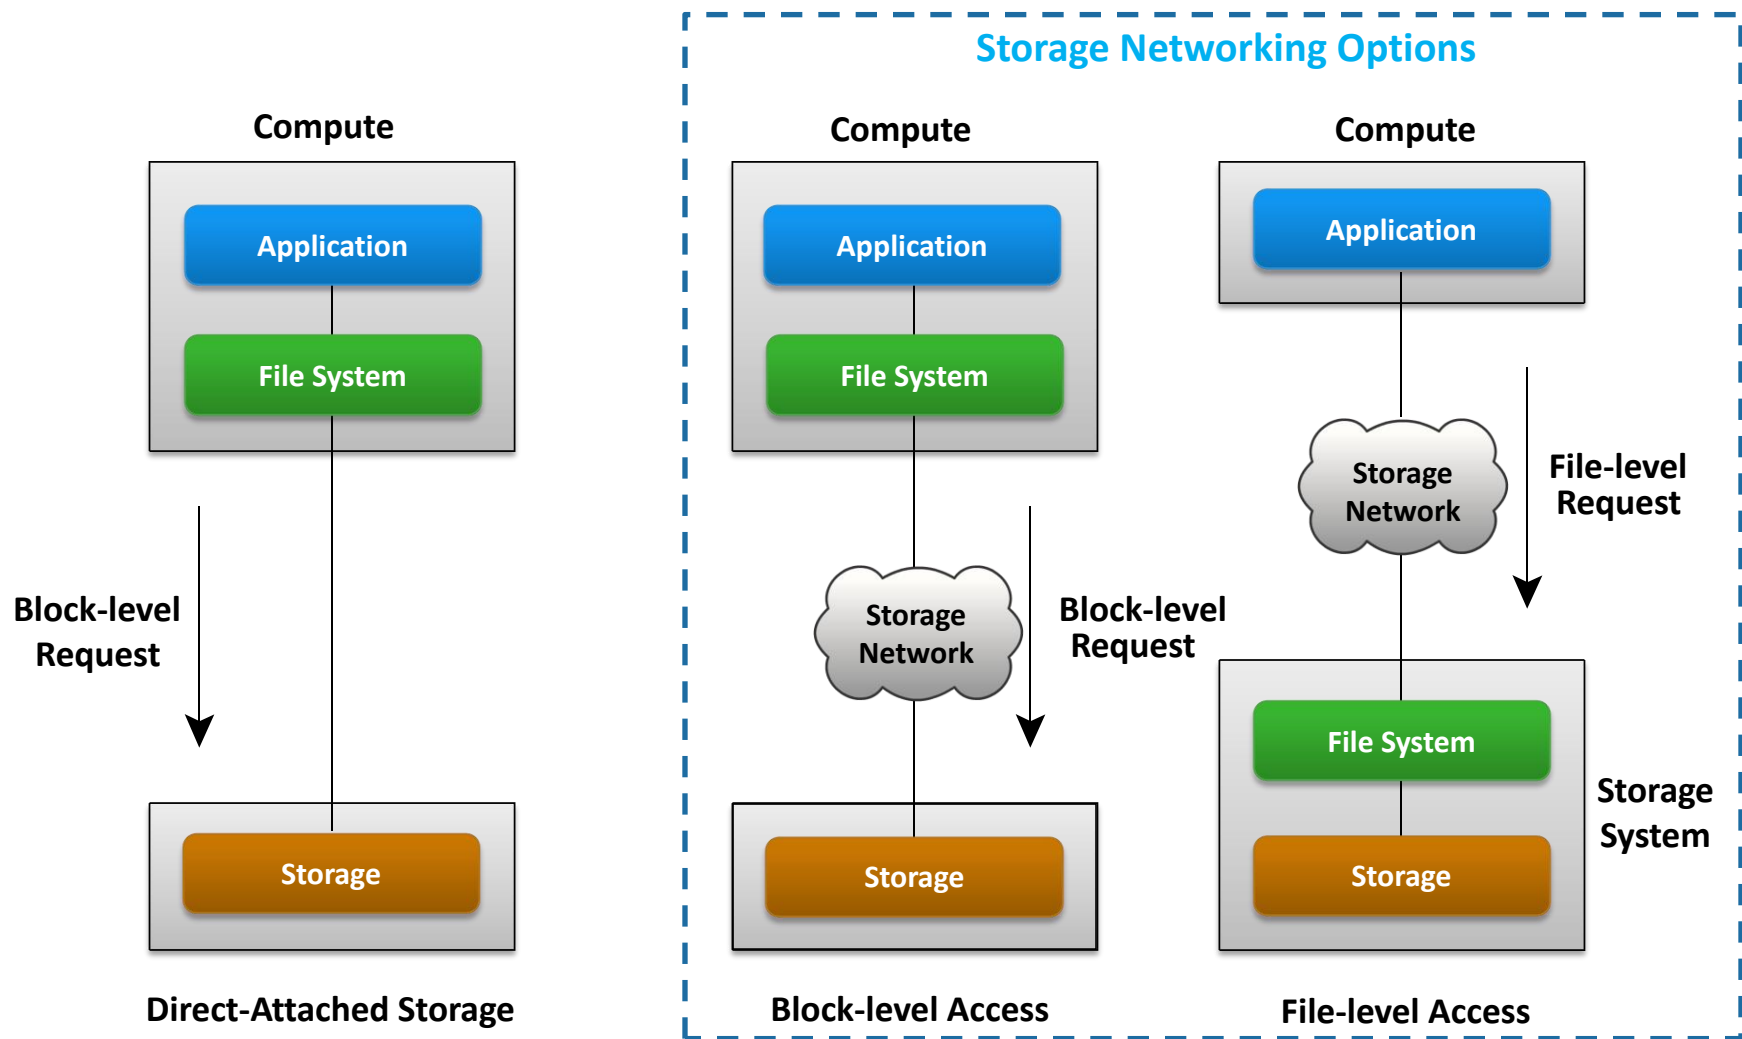 Storage Networking Options
Compute
Application
File System
Block-level
Request
Storage
Direct-Attached Storage
Compute
Application
File System
Storage
Network
Block-level
Request
Storage
Block-level Access
Compute
Application
Storage
Network
File-level
Request
File System
Storage
Storage
System
File-level Access